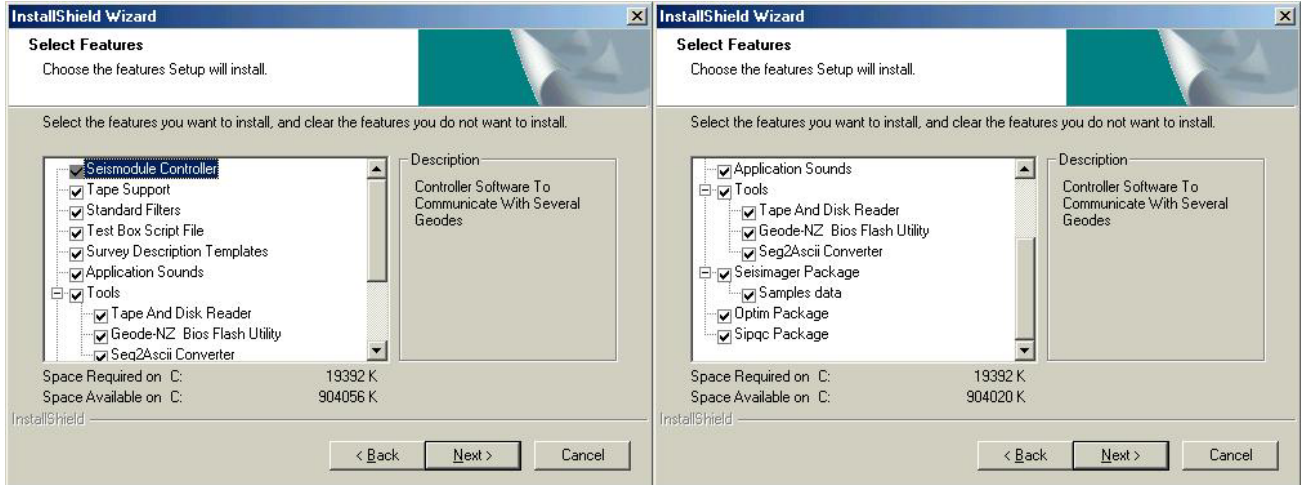 InstallShield Wizard
Select Features
Choose the features Setup will install.
Select the features you want to install, and clear the features you do not want to install.
Seismodule Controller
Tape Support
Standard Filters
Test Box Script File
Survey Description Templates
Application Sounds
Tools
Tape And Disk Reader
Geode-NZ Bios Flash Utility
Seg2Ascii Converter
Description
Controller Software To
Communicate With Several
Geodes
Space Required on C: 19392 K
Space Available on C: 904056 K
InstallShield
< Back Next > Cancel
InstallShield Wizard
Select Features
Choose the features Setup will install.
Select the features you want to install, and clear the features you do not want to install.
Application Sounds
Tools
Tape And Disk Reader
Geode-NZ Bios Flash Utility
Seg2Ascii Converter
Seisimager Package
Samples data
Optim Package
Sipqc Package
Description
Controller Software To
Communicate With Several
Geodes
Space Required on C: 19392 K
Space Available on C: 904020 K
InstallShield
< Back Next > Cancel